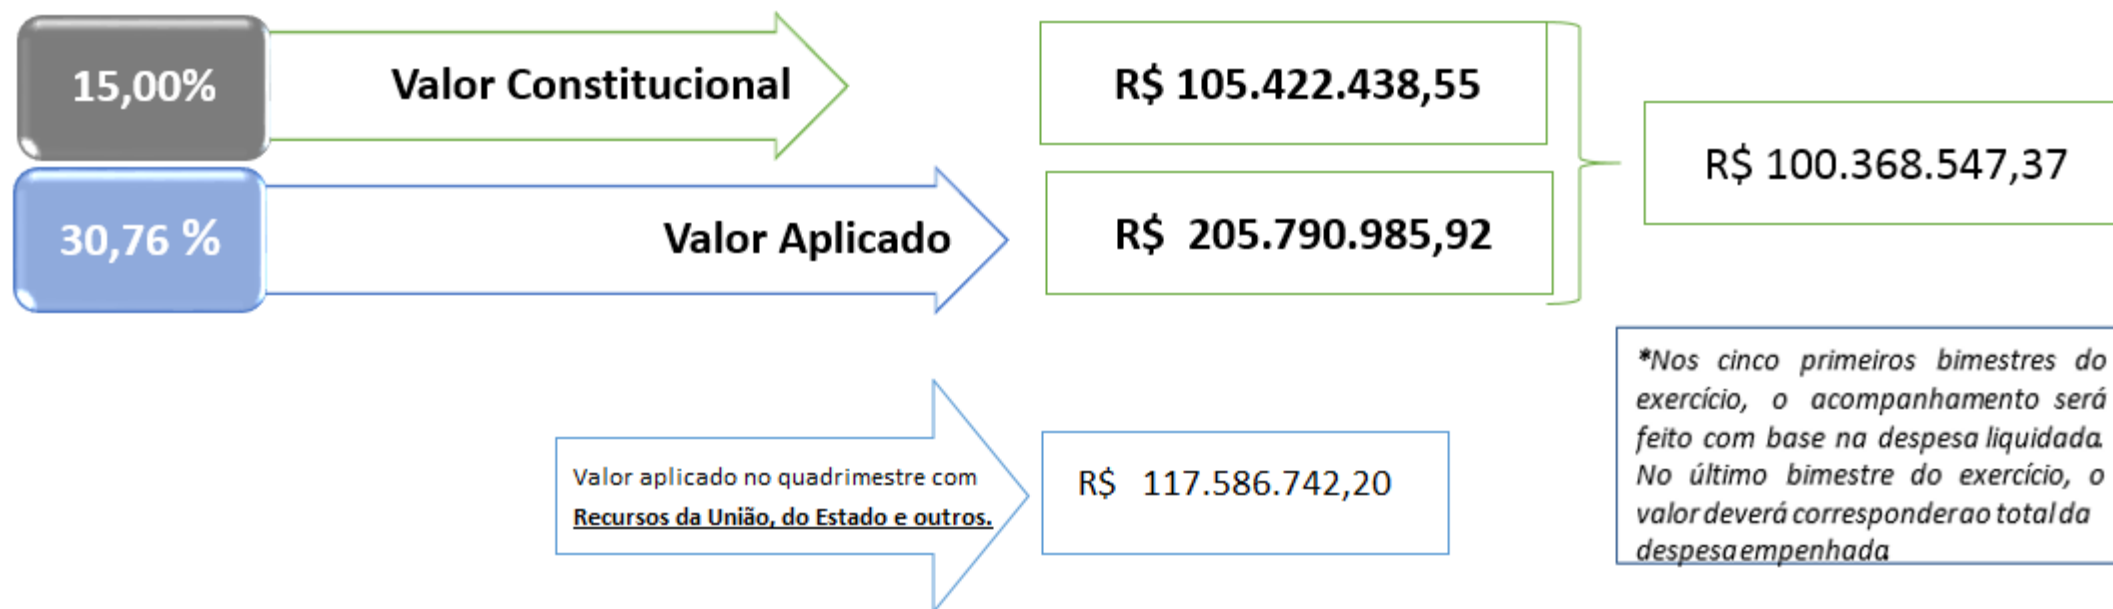 15,00%
Valor Constitucional
R$ 105.422.438,55
30,76 %
Valor Aplicado
R$ 205.790.985,92
R$ 100.368.547,37
Valor aplicado no quadrimestre com
Recursos da União, do Estado e outros.
R$ 117.586.742,20
*Nos cinco primeiros bimestres do
exercício, o acompanhamento será
feito com base na despesa liquidada.
No último bimestre do exercício, o
valor deverá corresponder ao total da
despesa empenhada